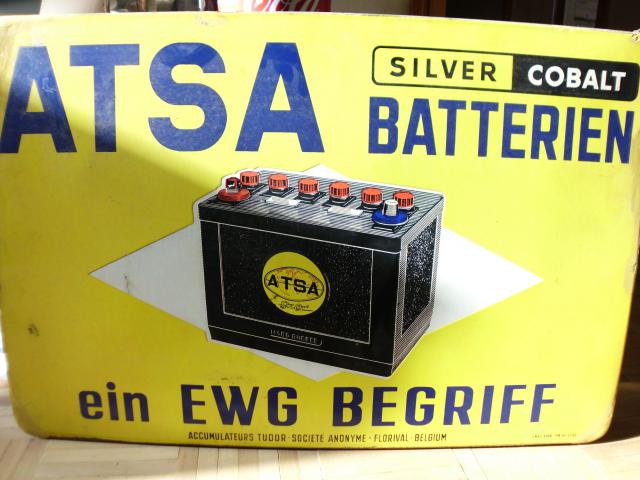 ATSA
SILVER COBALT
BATTERIEN
ATSA
ein EWG BEGRIFF
ACCUMULATEURS TUDOR · SOCIETE ANONYME · FLORIVAL · BELGIUM